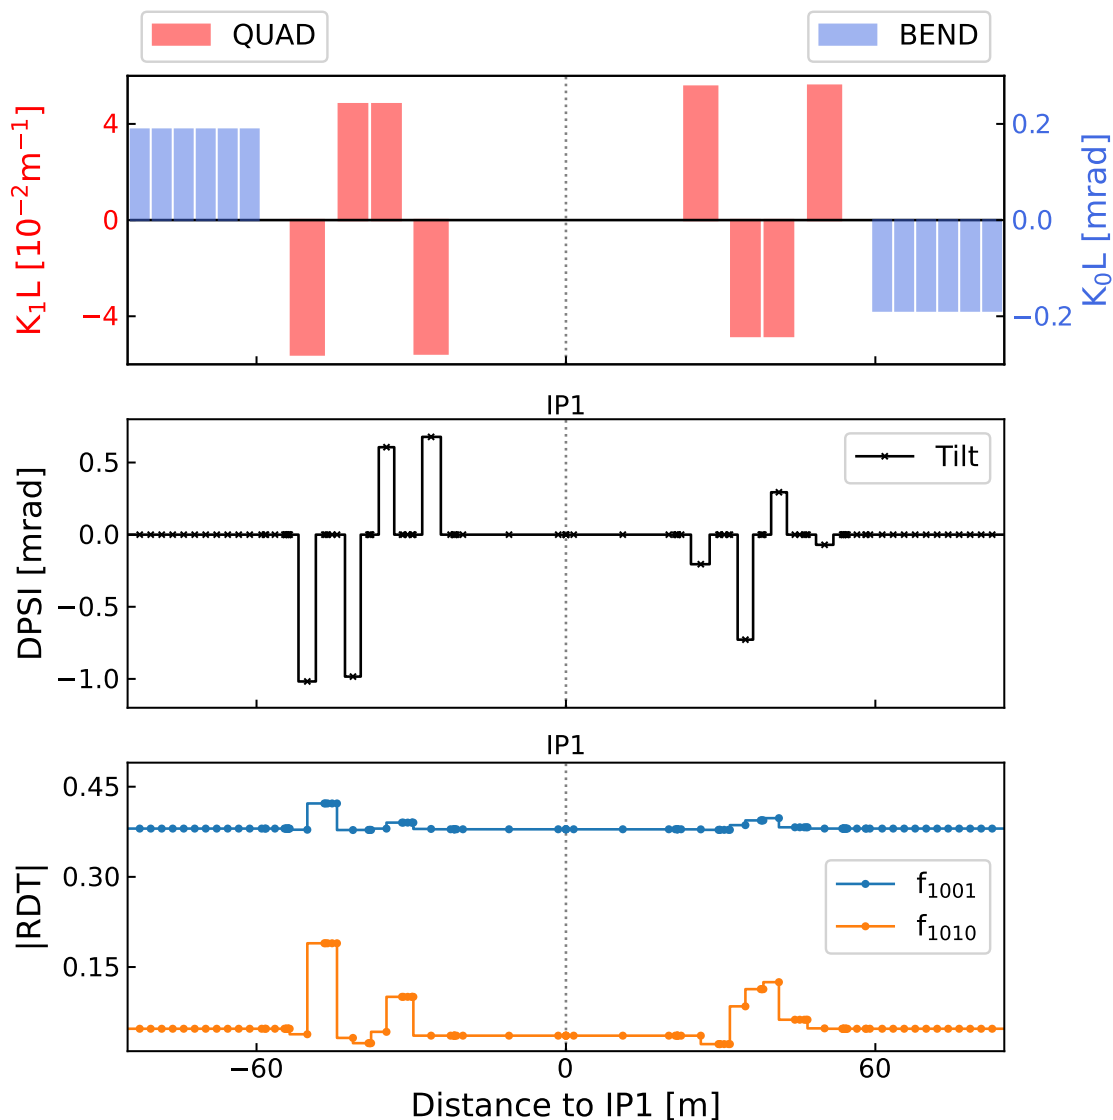 QUAD
BEND
K₁L [10⁻²m⁻¹]
4
0
−4
0.2
0.0
−0.2
K₀L [mrad]
IP1
DPSI [mrad]
0.5
0.0
−0.5
−1.0
Tilt
IP1
|RDT|
0.45
0.30
0.15
f₁₀₀₁
f₁₀₁₀
−60
0
60
Distance to IP1 [m]